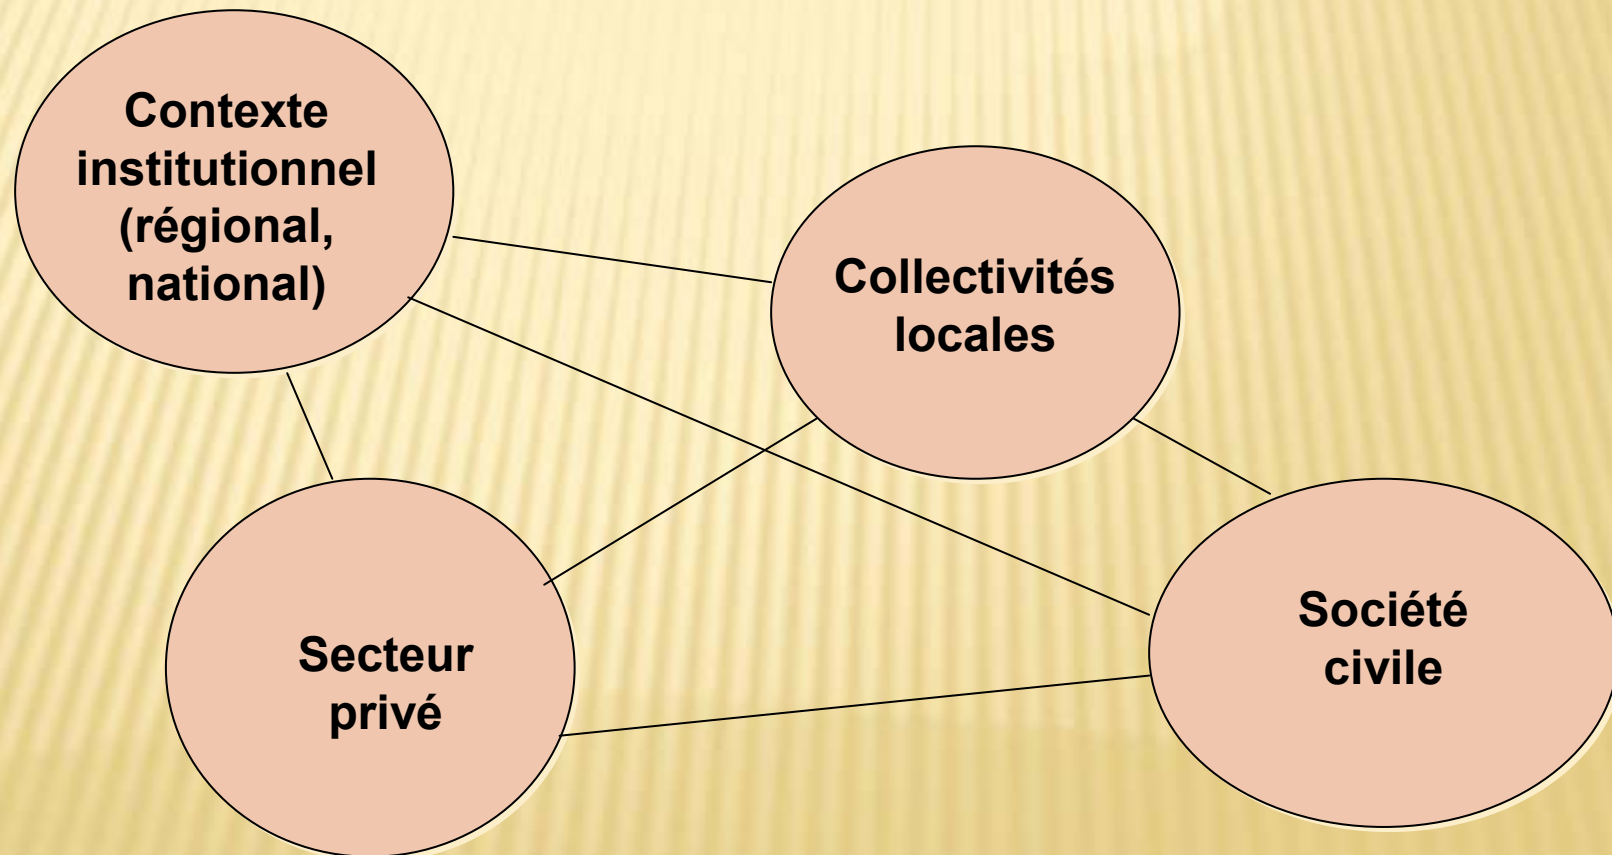 Contexte
institutionnel
(régional,
national)
Collectivités
locales
Secteur
privé
Société
civile